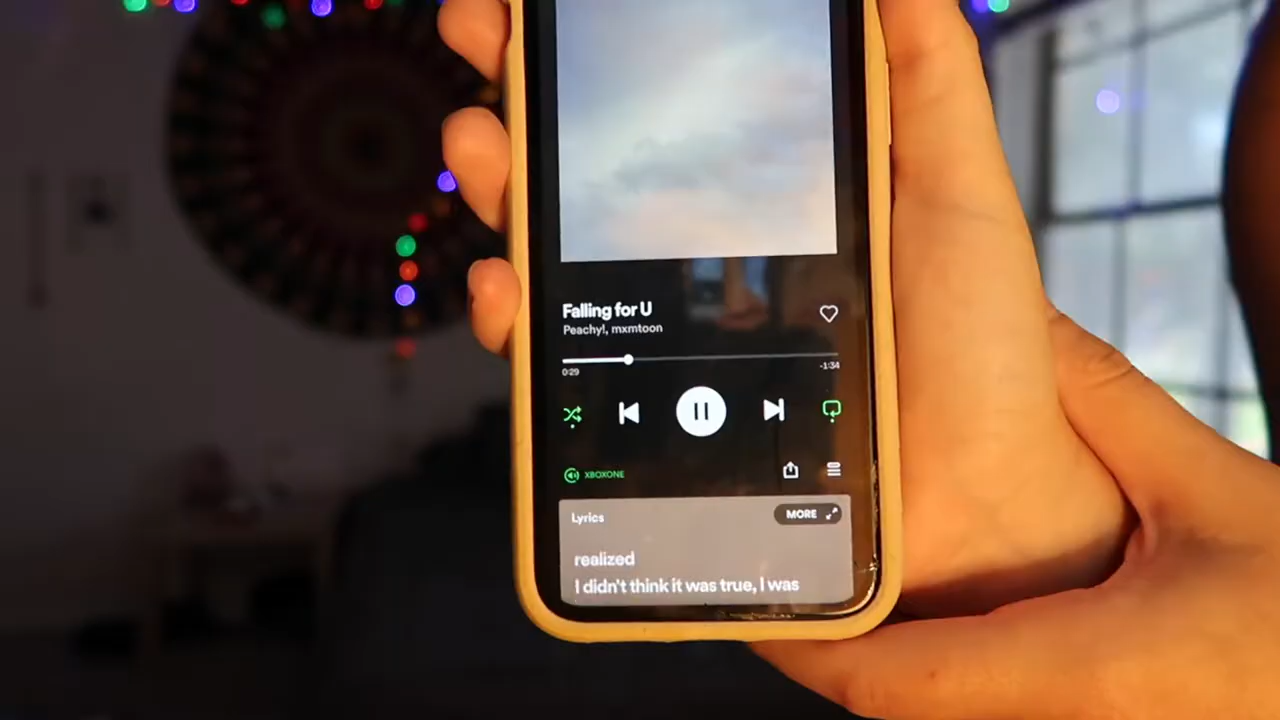 Falling for U
Peachy!, mxmtoon
0:29
-1:34
XBOXONE
Lyrics
MORE
realized
I didn't think it was true, I was